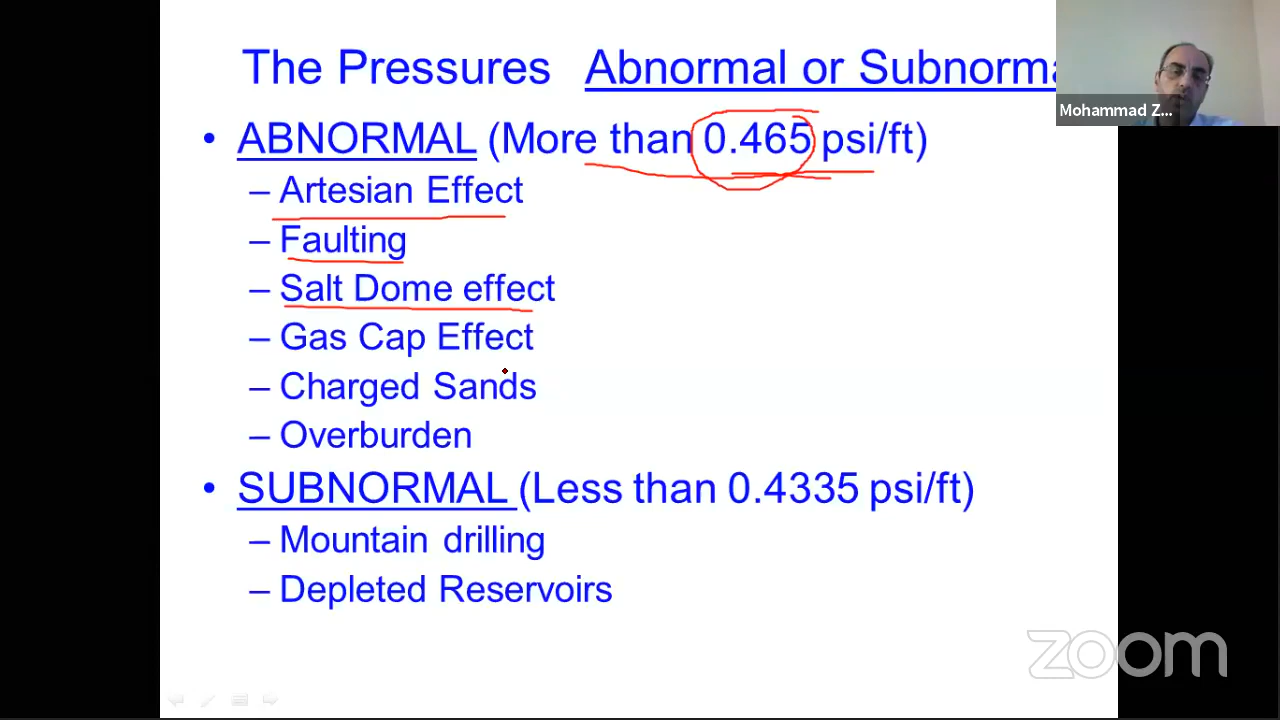 The Pressures Abnormal or Subnorma
Mohammad Z...
• ABNORMAL (More than 0.465 psi/ft)
– Artesian Effect
– Faulting
– Salt Dome effect
– Gas Cap Effect
– Charged Sands
– Overburden
• SUBNORMAL (Less than 0.4335 psi/ft)
– Mountain drilling
– Depleted Reservoirs
zoom